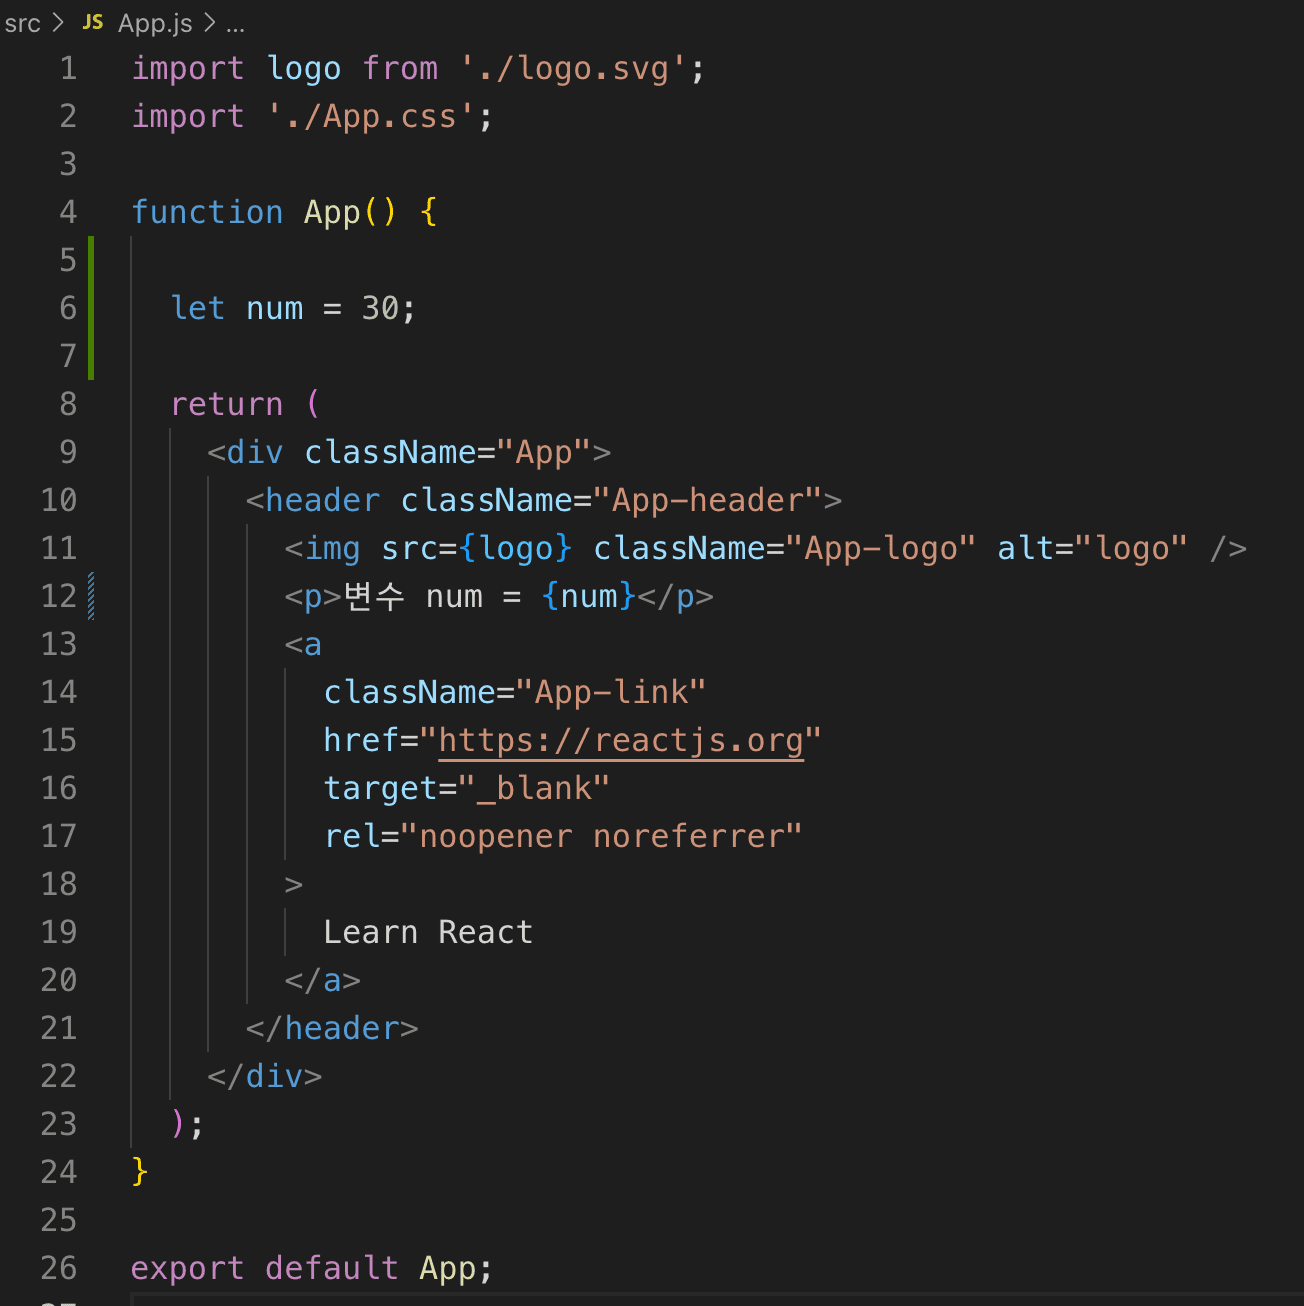 src > JS App.js > ...
1 import logo from './logo.svg';
2 import './App.css';
3
4 function App() {
5
6   let num = 30;
7
8   return (
9     <div className="App">
10       <header className="App-header">
11         <img src={logo} className="App-logo" alt="logo" />
12         <p>변수 num = {num}</p>
13         <a
14           className="App-link"
15           href="https://reactjs.org"
16           target="_blank"
17           rel="noopener noreferrer"
18         >
19           Learn React
20         </a>
21       </header>
22     </div>
23   );
24 }
25
26 export default App;